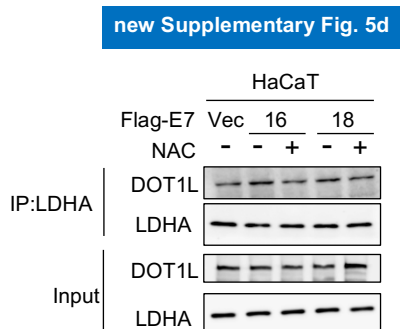 new Supplementary Fig. 5d
HaCaT
Flag-E7 Vec 16 18
NAC - - + - +
IP:LDHA
DOT1L
LDHA
Input
DOT1L
LDHA